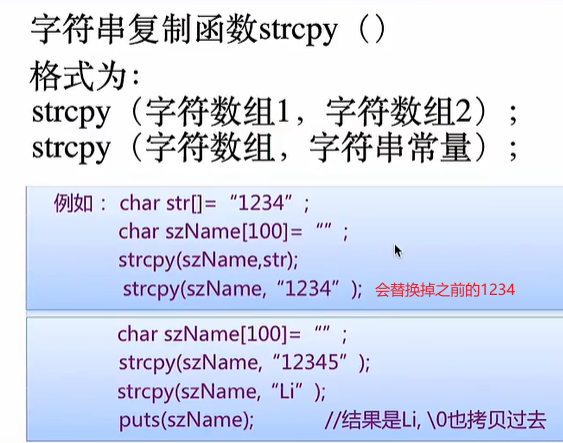 字符串复制函数strcpy（）
格式为：
strcpy（字符数组1，字符数组2）；
strcpy（字符数组，字符串常量）；
例如：char str[]=“1234”；
char szName[100]=“”；
strcpy(szName,str);
strcpy(szName,“1234”); 会替换掉之前的1234
char szName[100]=“”；
strcpy(szName,“12345”);
strcpy(szName,“Li”);
puts(szName); //结果是Li, \0也拷贝过去